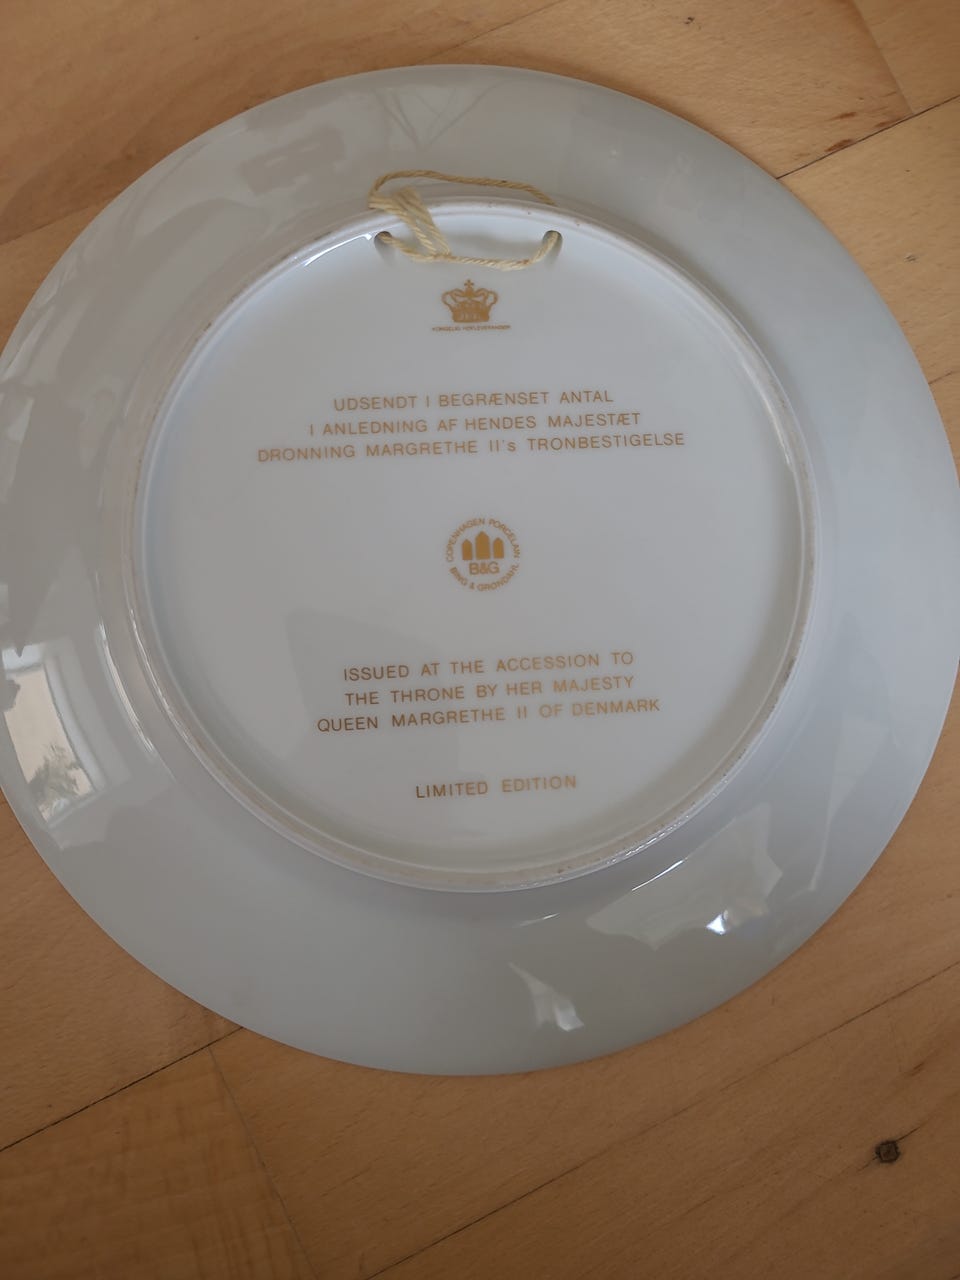 KONGELIG HOFLEVERANDØR
UDSENDT I BEGRÆNSET ANTAL
I ANLEDNING AF HENDES MAJESTÆT
DRONNING MARGRETHE II's TRONBESTIGELSE
COPENHAGEN PORCELAIN
B&G
BING & GRØNDAHL
ISSUED AT THE ACCESSION TO
THE THRONE BY HER MAJESTY
QUEEN MARGRETHE II OF DENMARK
LIMITED EDITION